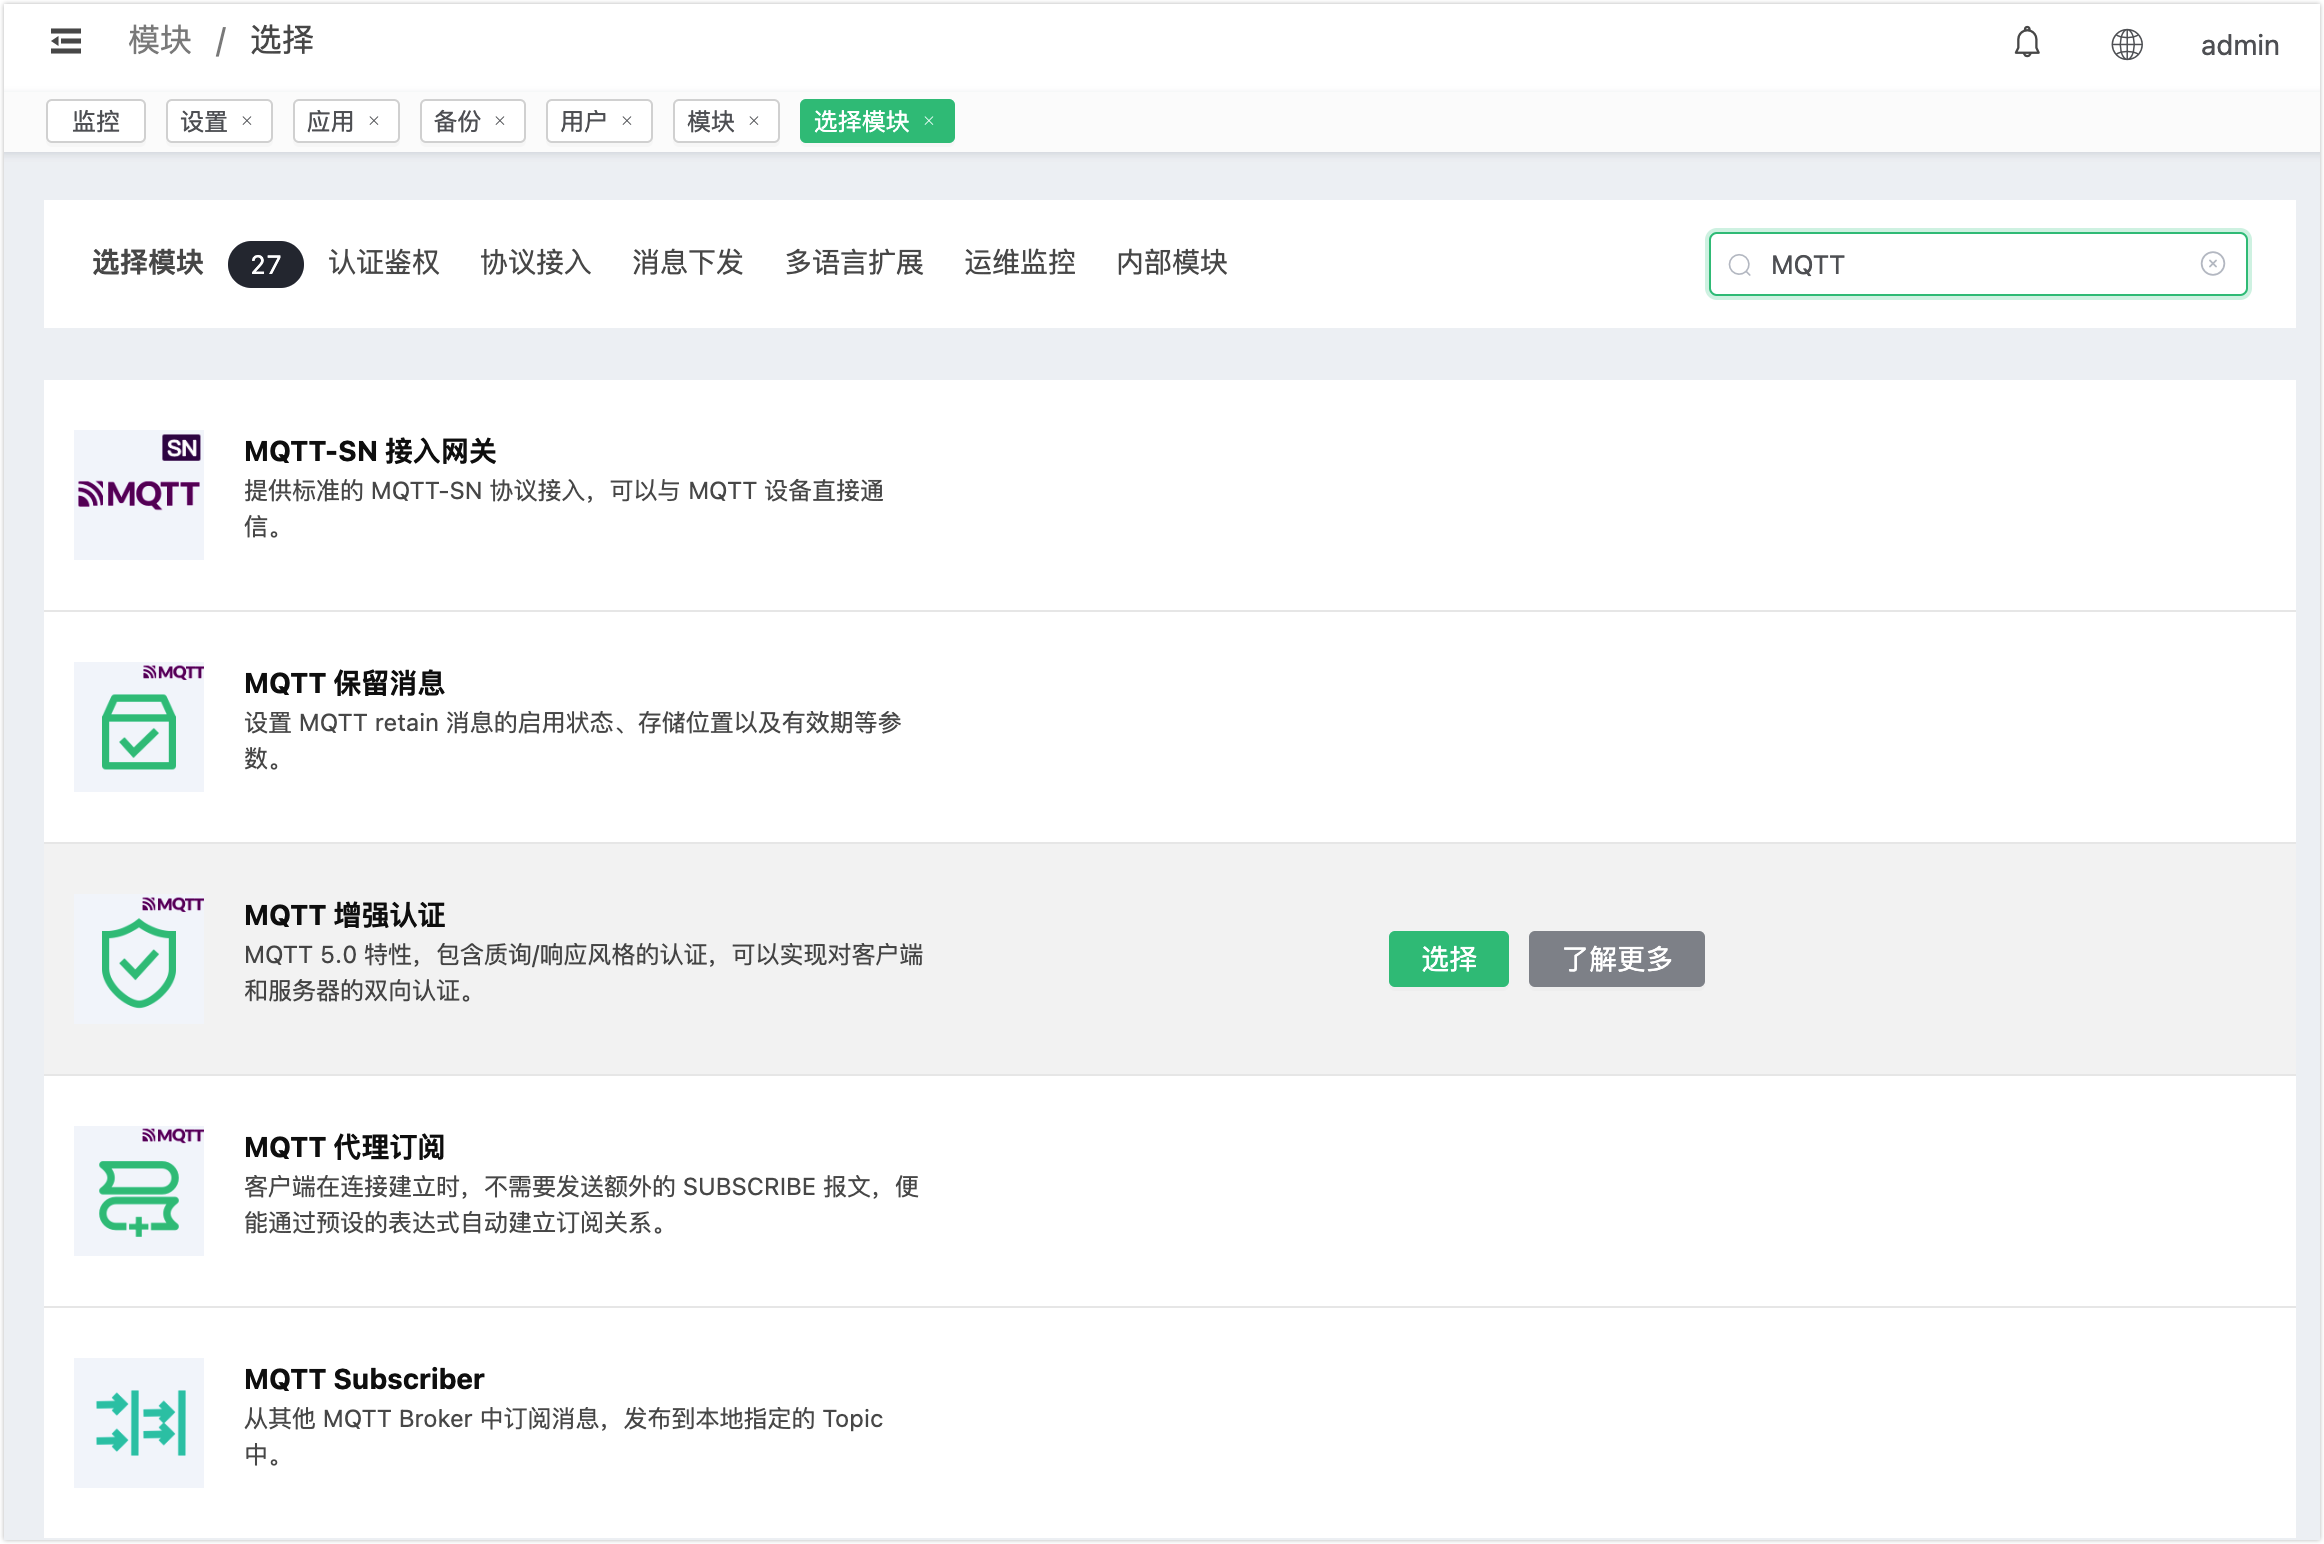 模块 / 选择
admin
监控 设置 × 应用 × 备份 × 用户 × 模块 × 选择模块 ×
选择模块 27 认证鉴权 协议接入 消息下发 多语言扩展 运维监控 内部模块 MQTT
SN
MQTT
MQTT-SN 接入网关
提供标准的 MQTT-SN 协议接入，可以与 MQTT 设备直接通
信。
MQTT
MQTT 保留消息
设置 MQTT retain 消息的启用状态、存储位置以及有效期等参
数。
MQTT
MQTT 增强认证
MQTT 5.0 特性，包含质询/响应风格的认证，可以实现对客户端
和服务器的双向认证。
选择 了解更多
MQTT
MQTT 代理订阅
客户端在连接建立时，不需要发送额外的 SUBSCRIBE 报文，便
能通过预设的表达式自动建立订阅关系。
MQTT Subscriber
从其他 MQTT Broker 中订阅消息，发布到本地指定的 Topic
中。